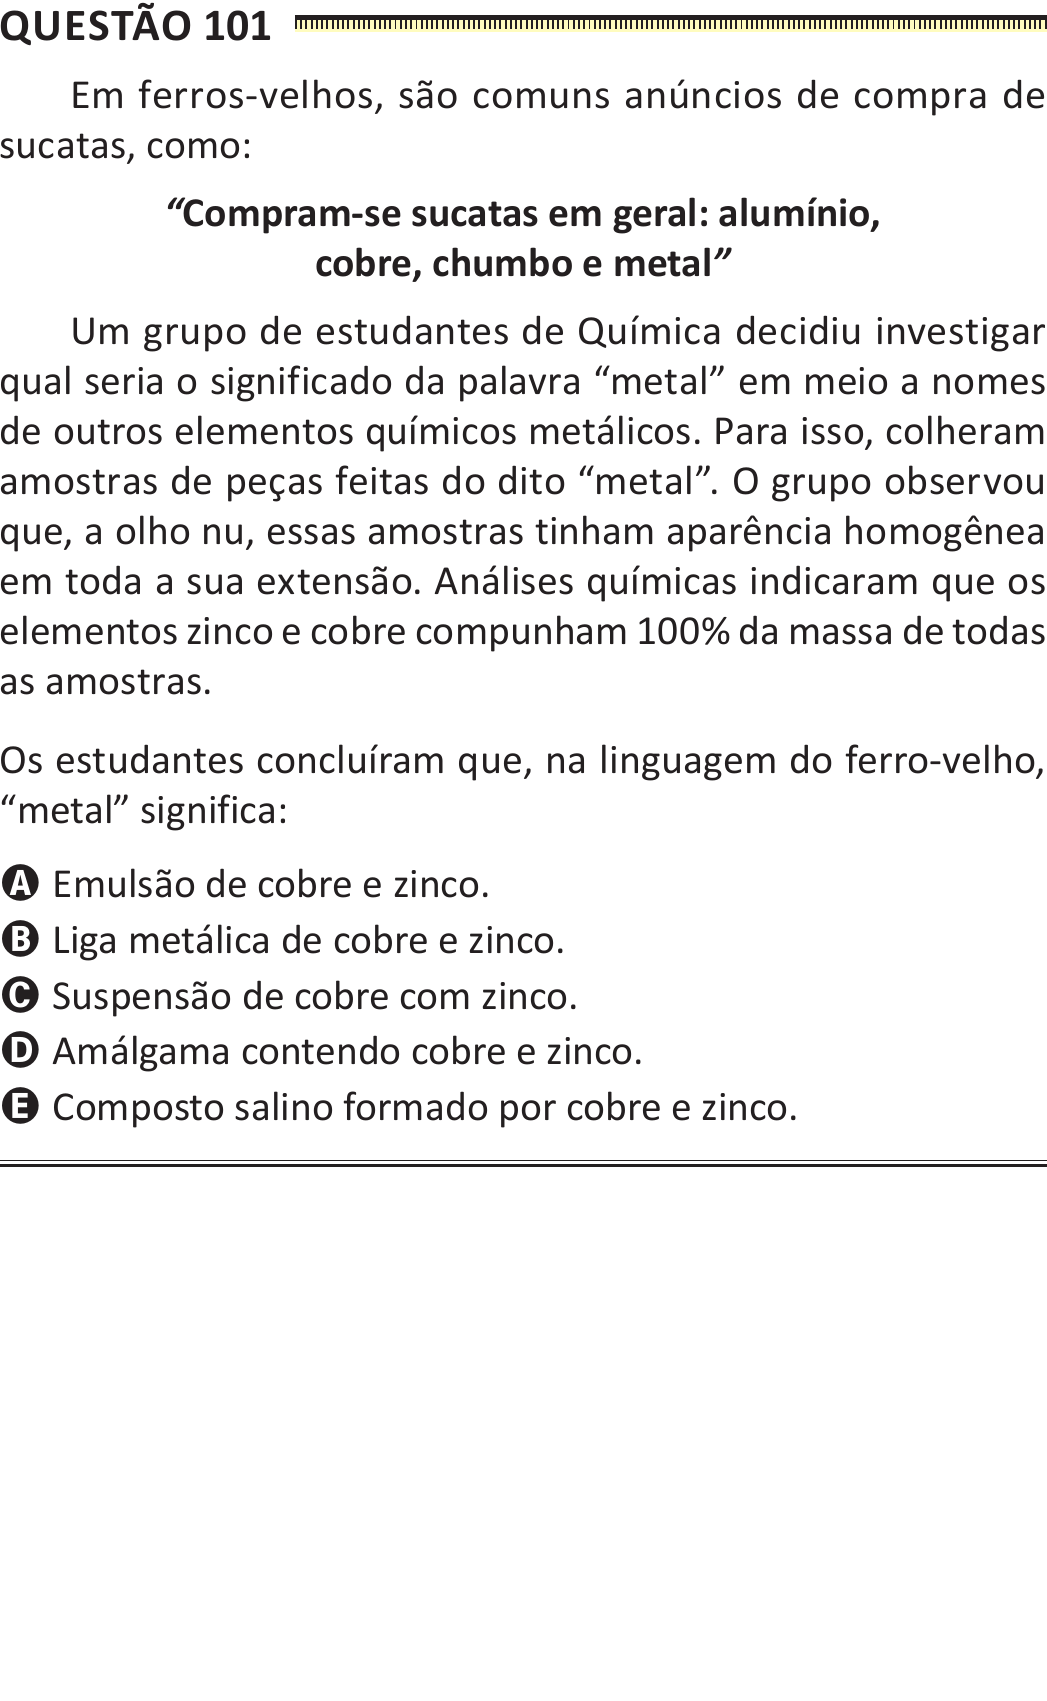 QUESTÃO 101
Em ferros-velhos, são comuns anúncios de compra de
sucatas, como:
“Compram-se sucatas em geral: alumínio,
cobre, chumbo e metal”
Um grupo de estudantes de Química decidiu investigar
qual seria o significado da palavra “metal” em meio a nomes
de outros elementos químicos metálicos. Para isso, colheram
amostras de peças feitas do dito “metal”. O grupo observou
que, a olho nu, essas amostras tinham aparência homogênea
em toda a sua extensão. Análises químicas indicaram que os
elementos zinco e cobre compunham 100% da massa de todas
as amostras.
Os estudantes concluíram que, na linguagem do ferro-velho,
“metal” significa:
A Emulsão de cobre e zinco.
B Liga metálica de cobre e zinco.
C Suspensão de cobre com zinco.
D Amálgama contendo cobre e zinco.
E Composto salino formado por cobre e zinco.